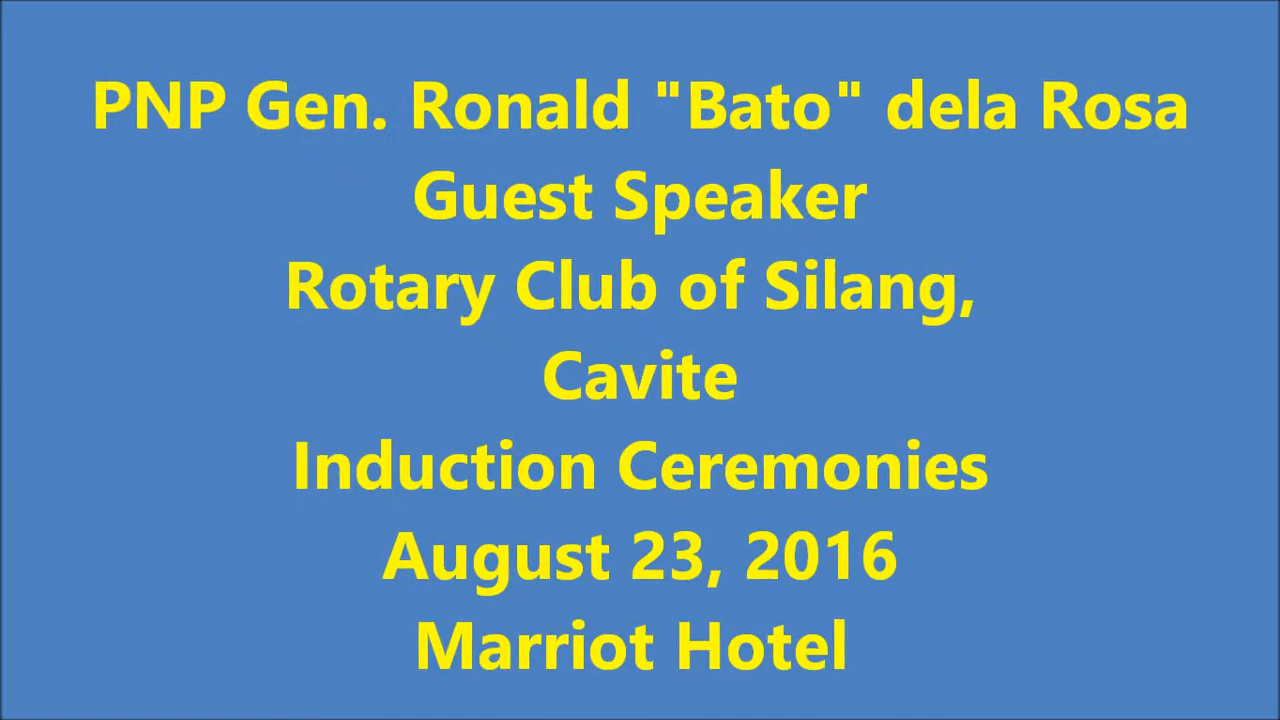 PNP Gen. Ronald "Bato" dela Rosa
Guest Speaker
Rotary Club of Silang,
Cavite
Induction Ceremonies
August 23, 2016
Marriot Hotel